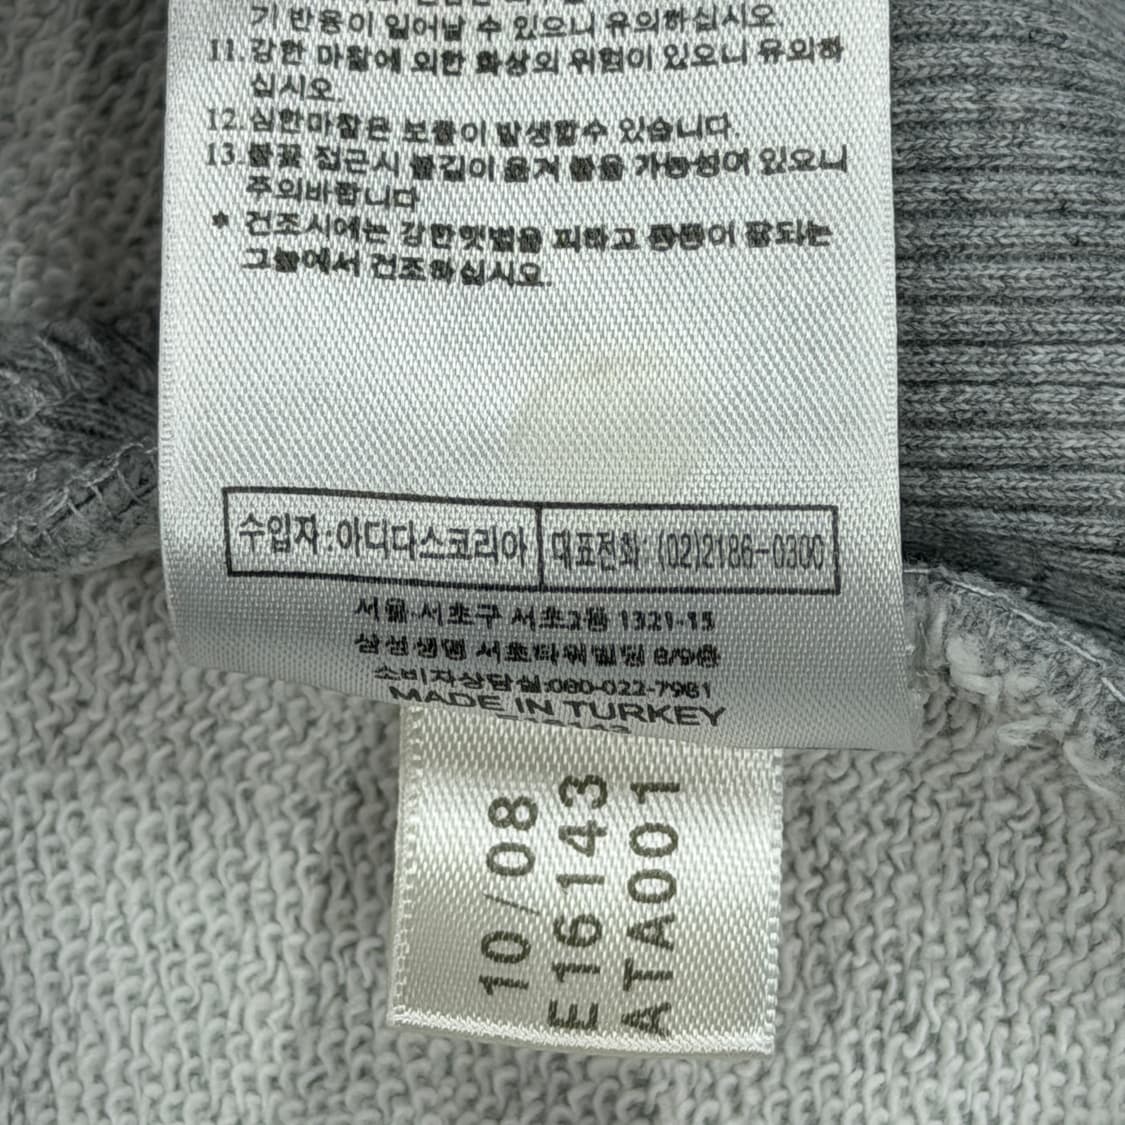 기 반응이 일어날 수 있으니 유의하십시오
11.강한 마찰에 의한 화상의 위험이 있으니 유의하
십시오.
12.심한마찰은 보풀이 발생할수 있습니다.
13.불꽃 접근시 불길이 옮겨 붙을 가능성이 있으니
주의바랍니다
* 건조시에는 강한햇볕을 피하고 통풍이 잘되는
그늘에서 건조하십시오.
수입자:아디다스코리아 대표전화: (02)2186-0300
서울.서초구 서초2동 1321-15
삼성생명 서초타워빌딩 8/9층
소비자상담실:080-022-7981
MADE IN TURKEY
10/08
E16143
ATA001